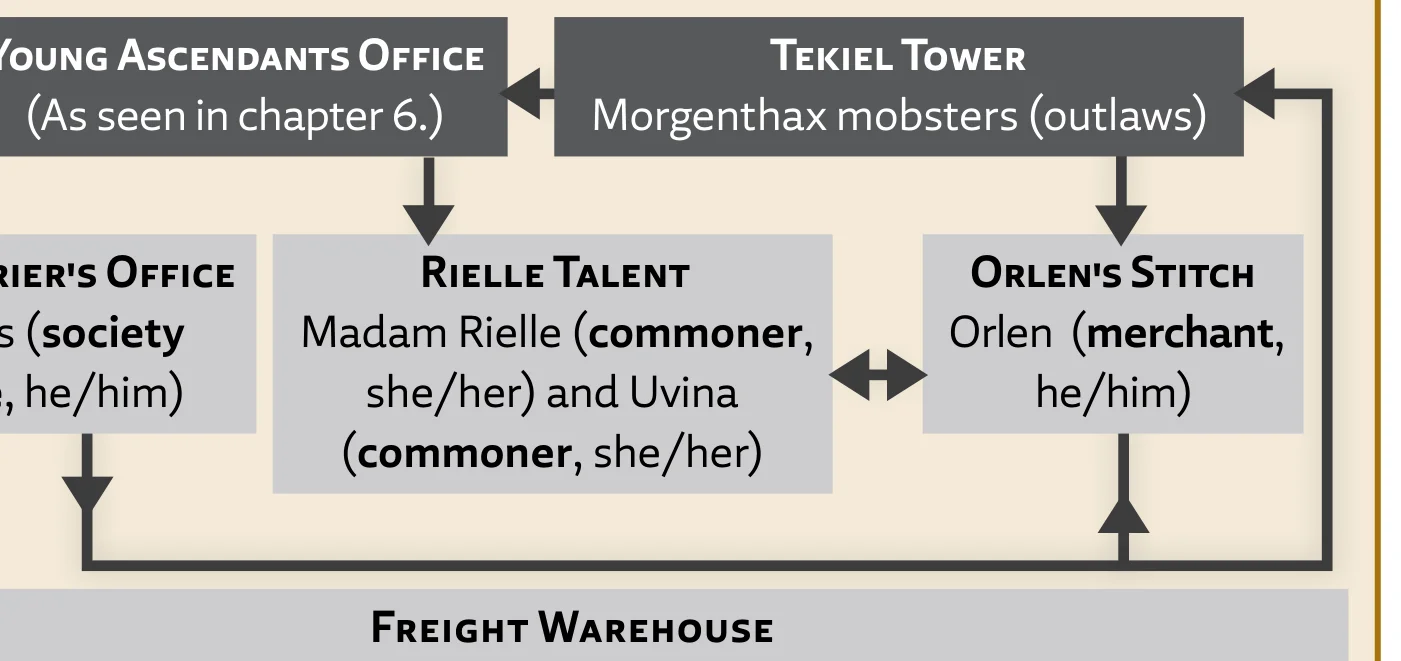 Young Ascendants Office
(As seen in chapter 6.)
Tekiel Tower
Morgenthax mobsters (outlaws)
Office
(society
he/him)
Rielle Talent
Madam Rielle (commoner,
she/her) and Uvina
(commoner, she/her)
Orlen's Stitch
Orlen (merchant,
he/him)
Freight Warehouse